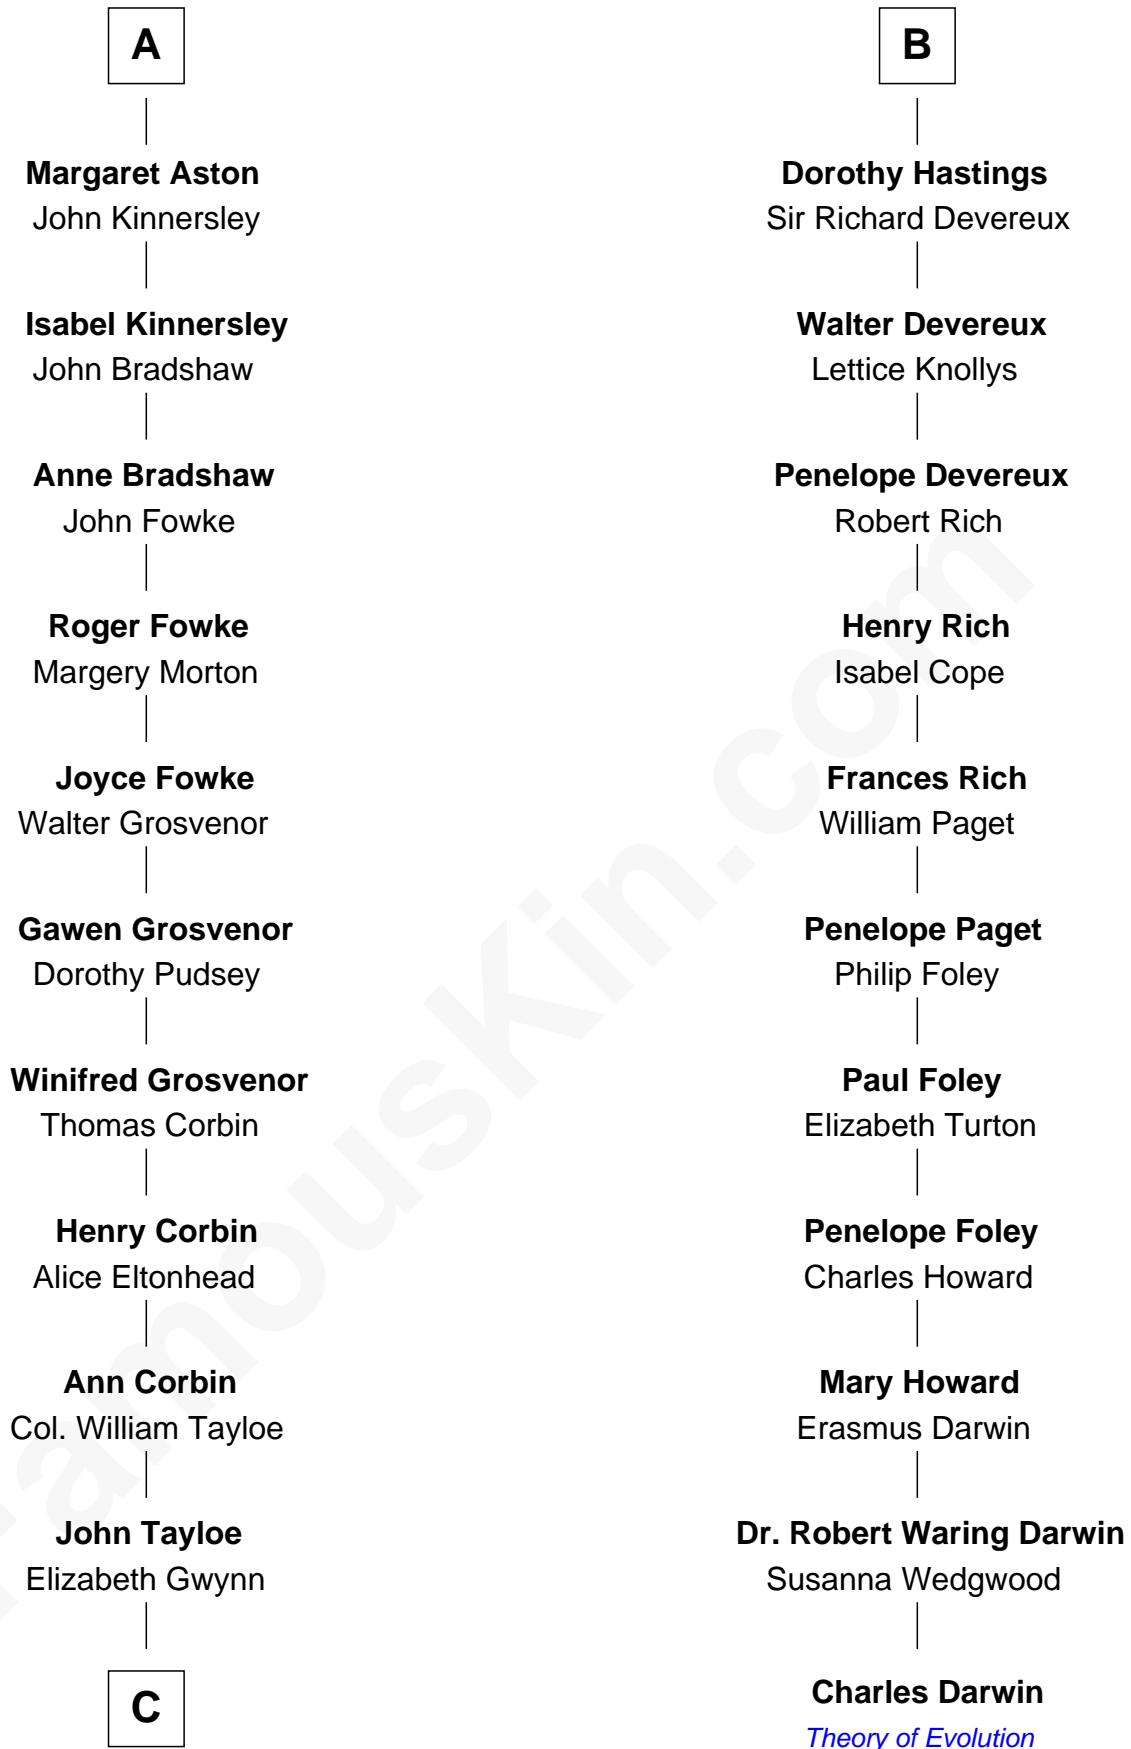 A
Margaret Aston
John Kinnersley
Isabel Kinnersley
John Bradshaw
Anne Bradshaw
John Fowke
Roger Fowke
Margery Morton
Joyce Fowke
Walter Grosvenor
Gawen Grosvenor
Dorothy Pudsey
Winifred Grosvenor
Thomas Corbin
Henry Corbin
Alice Eltonhead
Ann Corbin
Col. William Tayloe
John Tayloe
Elizabeth Gwynn
C
B
Dorothy Hastings
Sir Richard Devereux
Walter Devereux
Lettice Knollys
Penelope Devereux
Robert Rich
Henry Rich
Isabel Cope
Frances Rich
William Paget
Penelope Paget
Philip Foley
Paul Foley
Elizabeth Turton
Penelope Foley
Charles Howard
Mary Howard
Erasmus Darwin
Dr. Robert Waring Darwin
Susanna Wedgwood
Charles Darwin
Theory of Evolution
FamousKin.com